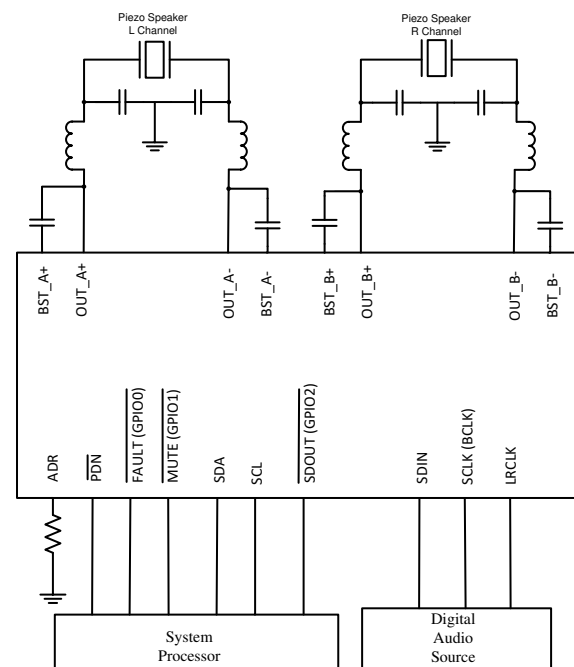 Piezo Speaker
L Channel
Piezo Speaker
R Channel
BST_A+
OUT_A+
OUT_A-
BST_A-
BST_B+
OUT_B+
OUT_B-
BST_B-
ADR
PDN
FAULT (GPIO0)
MUTE (GPIO1)
SDA
SCL
SDOUT (GPIO2)
SDIN
SCLK (BCLK)
LRCLK
System
Processor
Digital
Audio
Source